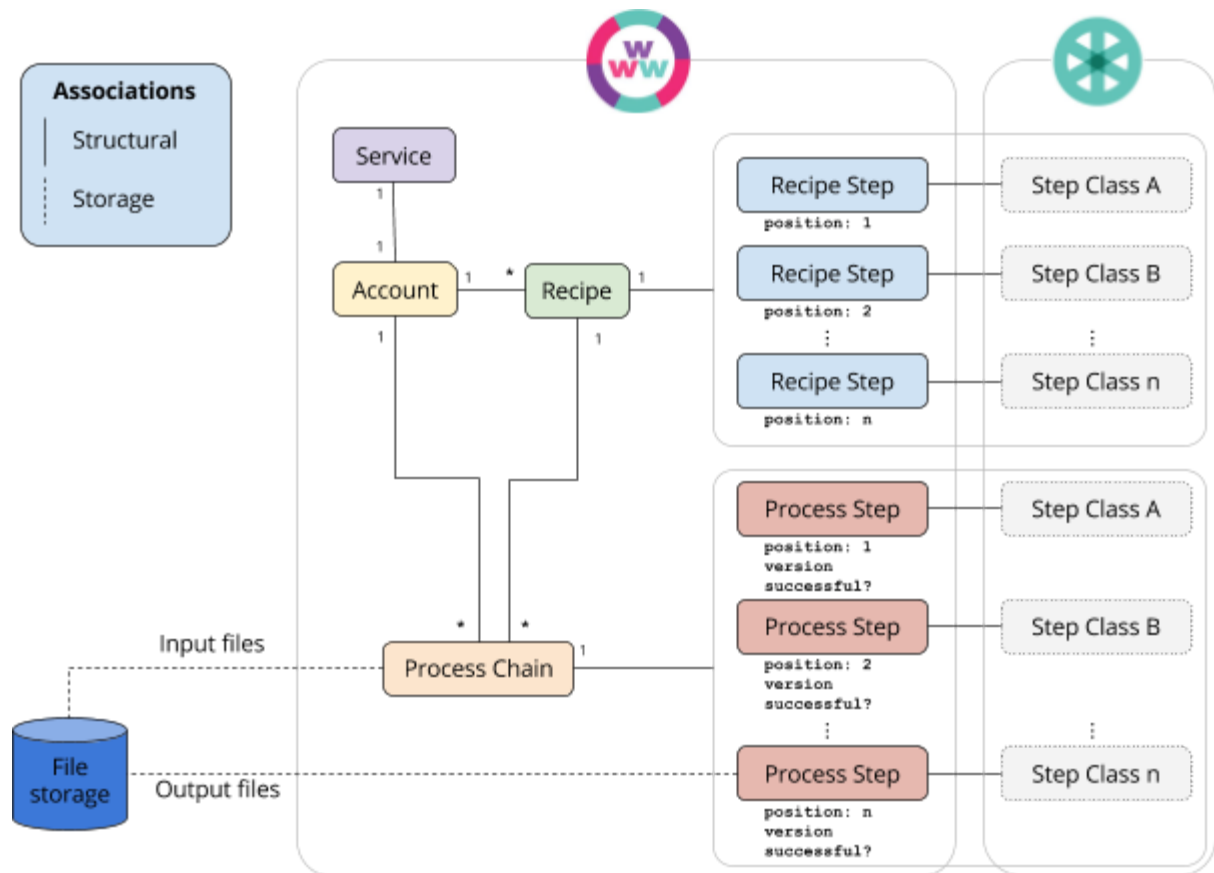 W
W W
Associations
Structural
Storage
Service
1
1
Account
1
*
Recipe
1
1
1
Recipe Step
position: 1
Recipe Step
position: 2
⋮
Recipe Step
position: n
Step Class A
Step Class B
⋮
Step Class n
Process Step
position: 1
version
successful?
Process Step
position: 2
version
successful?
⋮
Process Step
position: n
version
successful?
Step Class A
Step Class B
⋮
Step Class n
*
*
Process Chain
1
Input files
File
storage
Output files